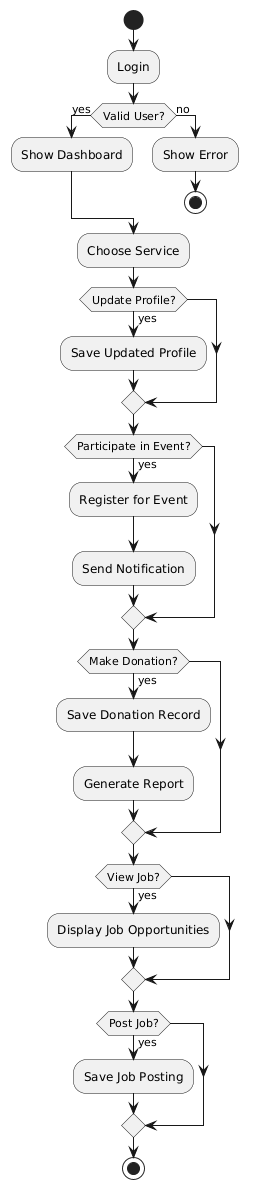 Login
yes
Valid User?
no
Show Dashboard
Show Error
Choose Service
Update Profile?
yes
Save Updated Profile
Participate in Event?
yes
Register for Event
Send Notification
Make Donation?
yes
Save Donation Record
Generate Report
View Job?
yes
Display Job Opportunities
Post Job?
yes
Save Job Posting